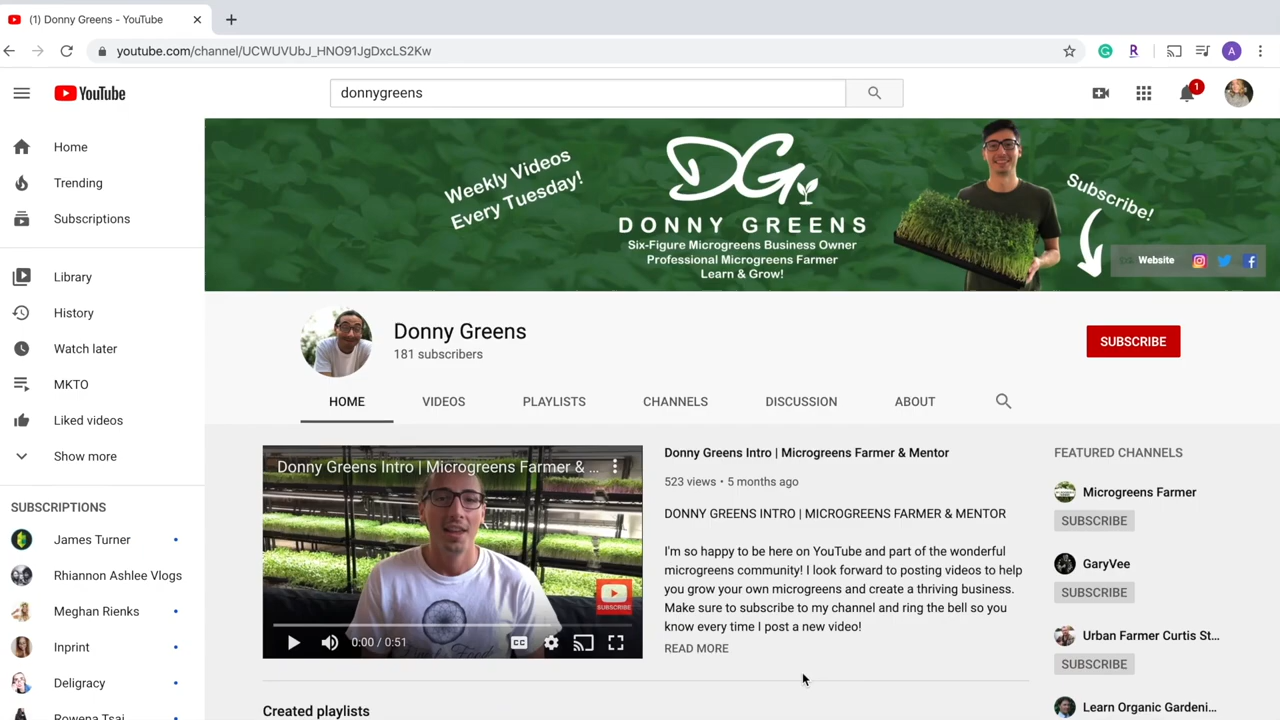 (1) Donny Greens - YouTube
youtube.com/channel/UCWUVUbJ_HNO91JgDxcLS2Kw
R
A
YouTube
donnygreens
1
Home
Trending
Subscriptions
Library
History
Watch later
MKTO
Liked videos
Show more
SUBSCRIPTIONS
James Turner
Rhiannon Ashlee Vlogs
Meghan Rienks
Inprint
Deligracy
Rowena Tsai
Weekly Videos
Every Tuesday!
DG
DONNY GREENS
Six-Figure Microgreens Business Owner
Professional Microgreens Farmer
Learn & Grow!
Subscribe!
Website
Donny Greens
181 subscribers
SUBSCRIBE
HOME VIDEOS PLAYLISTS CHANNELS DISCUSSION ABOUT
Donny Greens Intro | Microgreens Farmer & ...
SUBSCRIBE
0:00 / 0:51
CC
Donny Greens Intro | Microgreens Farmer & Mentor
523 views • 5 months ago
DONNY GREENS INTRO | MICROGREENS FARMER & MENTOR
I'm so happy to be here on YouTube and part of the wonderful
microgreens community! I look forward to posting videos to help
you grow your own microgreens and create a thriving business.
Make sure to subscribe to my channel and ring the bell so you
know every time I post a new video!
READ MORE
FEATURED CHANNELS
Microgreens Farmer
SUBSCRIBE
GaryVee
SUBSCRIBE
Urban Farmer Curtis St...
SUBSCRIBE
Learn Organic Gardeni...
Created playlists